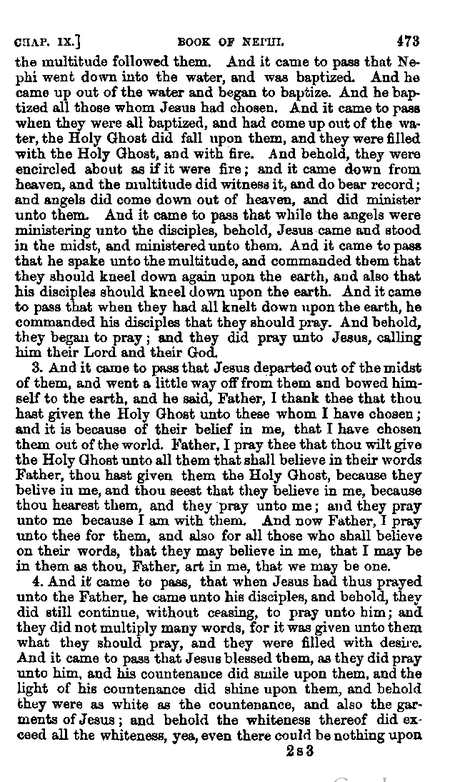 CHAP. IX.] BOOK OF NEPHI. 473
the multitude followed them. And it came to pass that Ne-
phi went down into the water, and was baptized. And he
came up out of the water and began to baptize. And he bap-
tized all those whom Jesus had chosen. And it came to pass
when they were all baptized, and had come up out of the wa-
ter, the Holy Ghost did fall upon them, and they were filled
with the Holy Ghost, and with fire. And behold, they were
encircled about as if it were fire; and it came down from
heaven, and the multitude did witness it, and do bear record;
and angels did come down out of heaven, and did minister
unto them. And it came to pass that while the angels were
ministering unto the disciples, behold, Jesus came and stood
in the midst, and ministered unto them. And it came to pass
that he spake unto the multitude, and commanded them that
they should kneel down again upon the earth, and also that
his disciples should kneel down upon the earth. And it came
to pass that when they had all knelt down upon the earth, he
commanded his disciples that they should pray. And behold,
they began to pray; and they did pray unto Jesus, calling
him their Lord and their God.
3. And it came to pass that Jesus departed out of the midst
of them, and went a little way off from them and bowed him-
self to the earth, and he said, Father, I thank thee that thou
hast given the Holy Ghost unto these whom I have chosen;
and it is because of their belief in me, that I have chosen
them out of the world. Father, I pray thee that thou wilt give
the Holy Ghost unto all them that shall believe in their words
Father, thou hast given them the Holy Ghost, because they
belive in me, and thou seest that they believe in me, because
thou hearest them, and they pray unto me; and they pray
unto me because I am with them. And now Father, I pray
unto thee for them, and also for all those who shall believe
on their words, that they may believe in me, that I may be
in them as thou, Father, art in me, that we may be one.
4. And it came to pass, that when Jesus had thus prayed
unto the Father, he came unto his disciples, and behold, they
did still continue, without ceasing, to pray unto him; and
they did not multiply many words, for it was given unto them
what they should pray, and they were filled with desire.
And it came to pass that Jesus blessed them, as they did pray
unto him, and his countenance did smile upon them, and the
light of his countenance did shine upon them, and behold
they were as white as the countenance, and also the gar-
ments of Jesus; and behold the whiteness thereof did ex-
ceed all the whiteness, yea, even there could be nothing upon
2s3